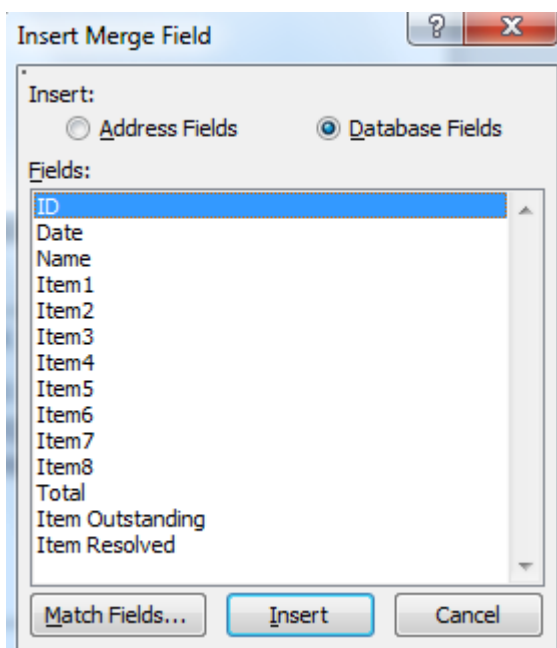 Insert Merge Field
?
X
Insert:
Address Fields Database Fields
Fields:
ID
Date
Name
Item1
Item2
Item3
Item4
Item5
Item6
Item7
Item8
Total
Item Outstanding
Item Resolved
Match Fields... Insert Cancel